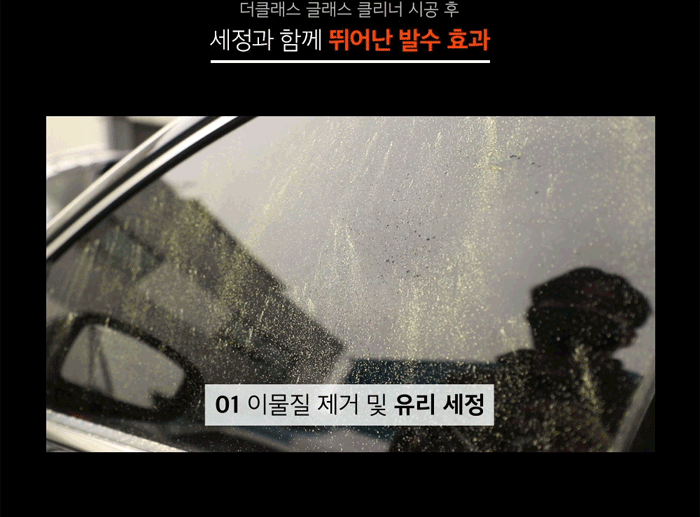 더클래스 글래스 클리너 시공 후
세정과 함께 뛰어난 발수 효과
01 이물질 제거 및 유리 세정